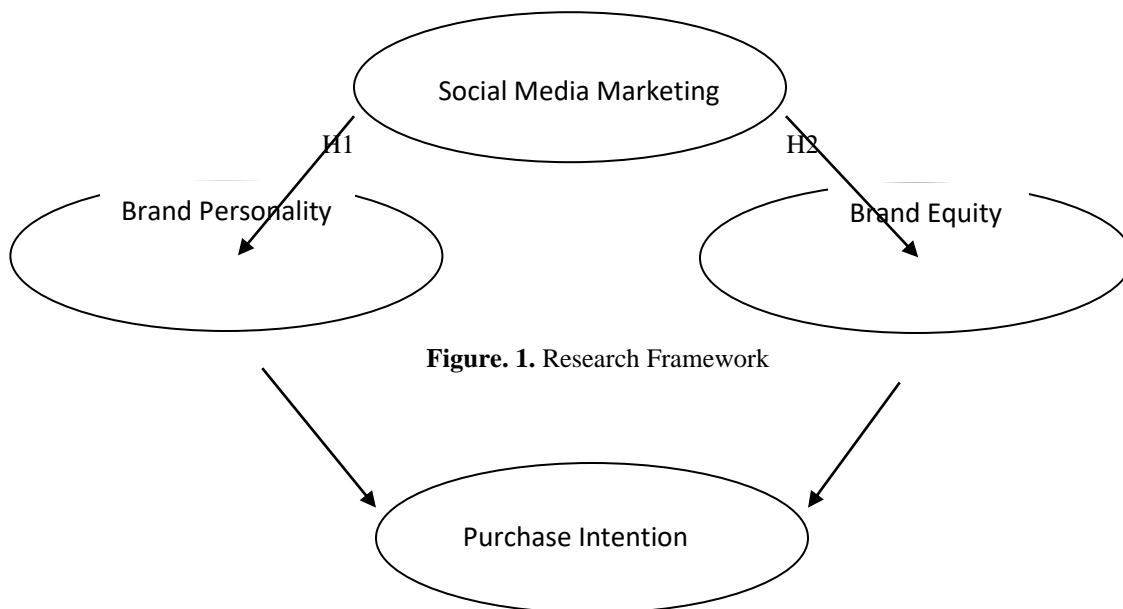 Social Media Marketing
H1
H2
Brand Personality
Brand Equity
Figure. 1. Research Framework
Purchase Intention